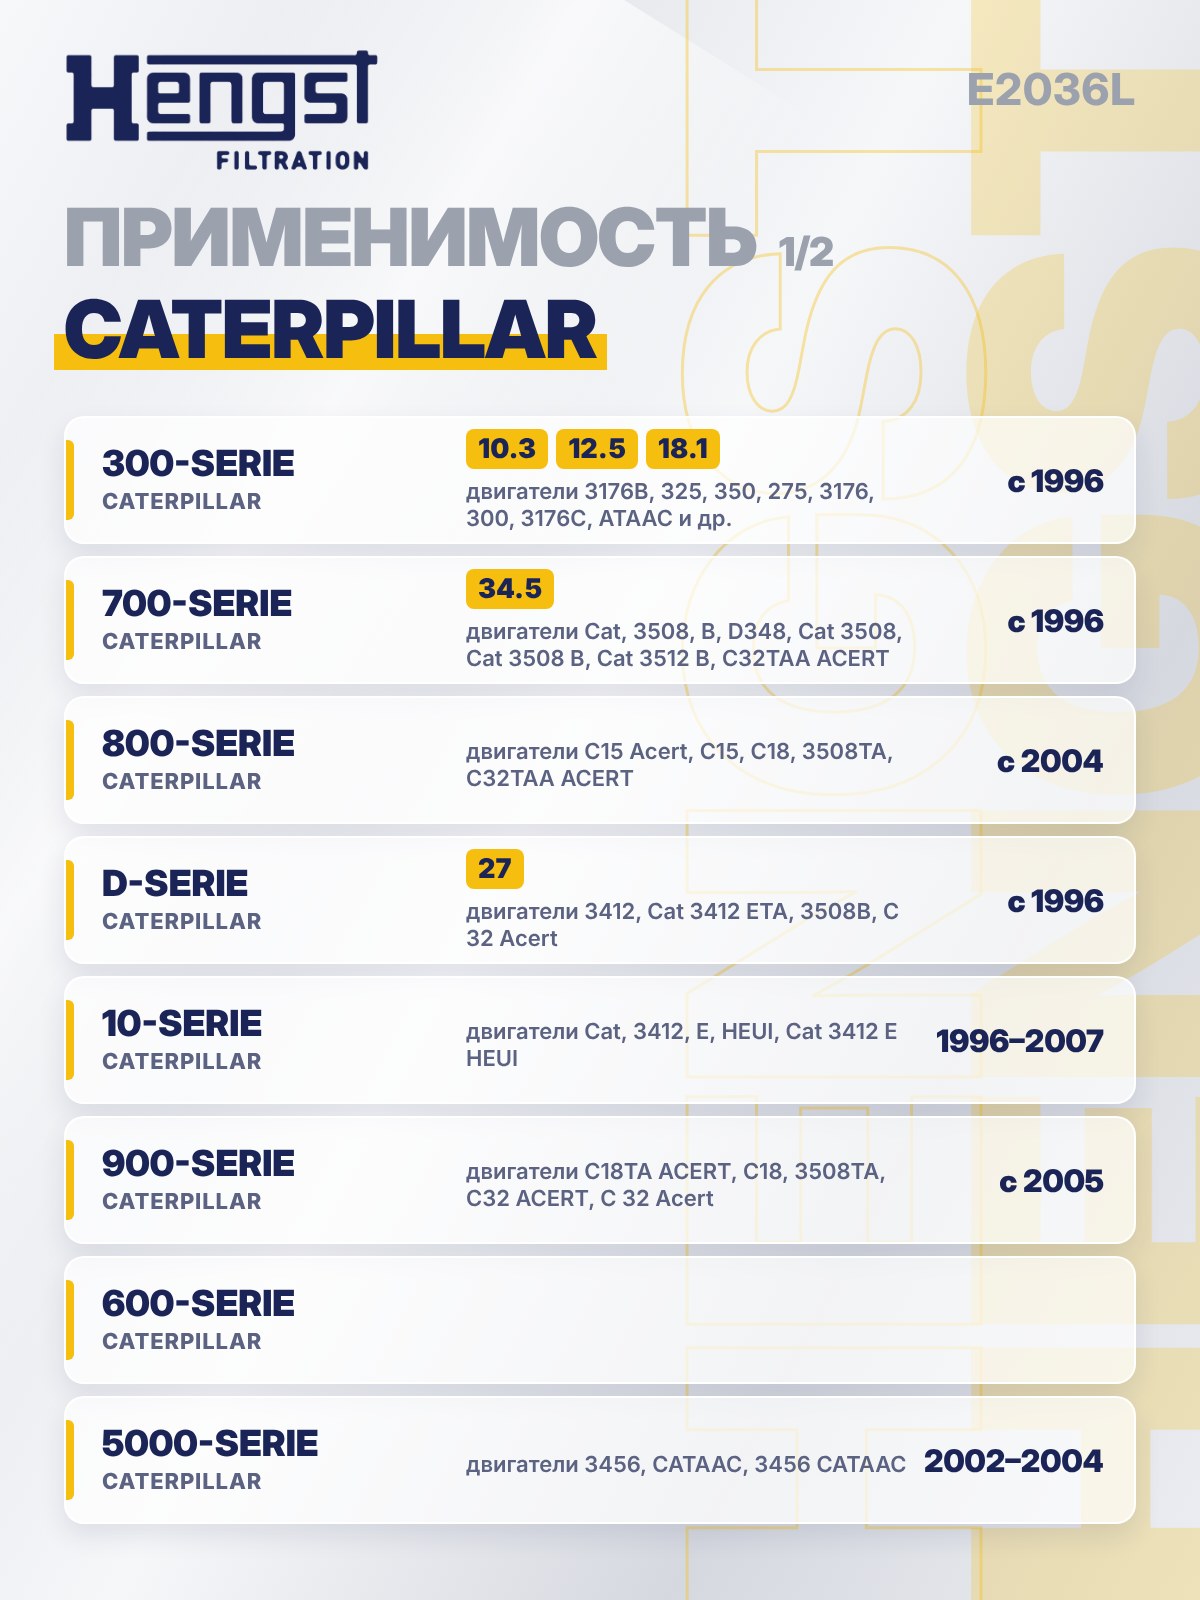 Hengst
FILTRATION
E2036L
ПРИМЕНИМОСТЬ 1/2
CATERPILLAR
300-SERIE
CATERPILLAR
10.3 12.5 18.1
двигатели 3176B, 325, 350, 275, 3176,
300, 3176C, ATAAC и др.
с 1996
700-SERIE
CATERPILLAR
34.5
двигатели Cat, 3508, B, D348, Cat 3508,
Cat 3508 B, Cat 3512 B, C32TAA ACERT
с 1996
800-SERIE
CATERPILLAR
двигатели C15 Acert, C15, C18, 3508TA,
C32TAA ACERT
с 2004
D-SERIE
CATERPILLAR
27
двигатели 3412, Cat 3412 ETA, 3508B, C
32 Acert
с 1996
10-SERIE
CATERPILLAR
двигатели Cat, 3412, E, HEUI, Cat 3412 E
HEUI
1996–2007
900-SERIE
CATERPILLAR
двигатели C18TA ACERT, C18, 3508TA,
C32 ACERT, C 32 Acert
с 2005
600-SERIE
CATERPILLAR
5000-SERIE
CATERPILLAR
двигатели 3456, CATAAC, 3456 CATAAC
2002–2004
HENGST
HENGST